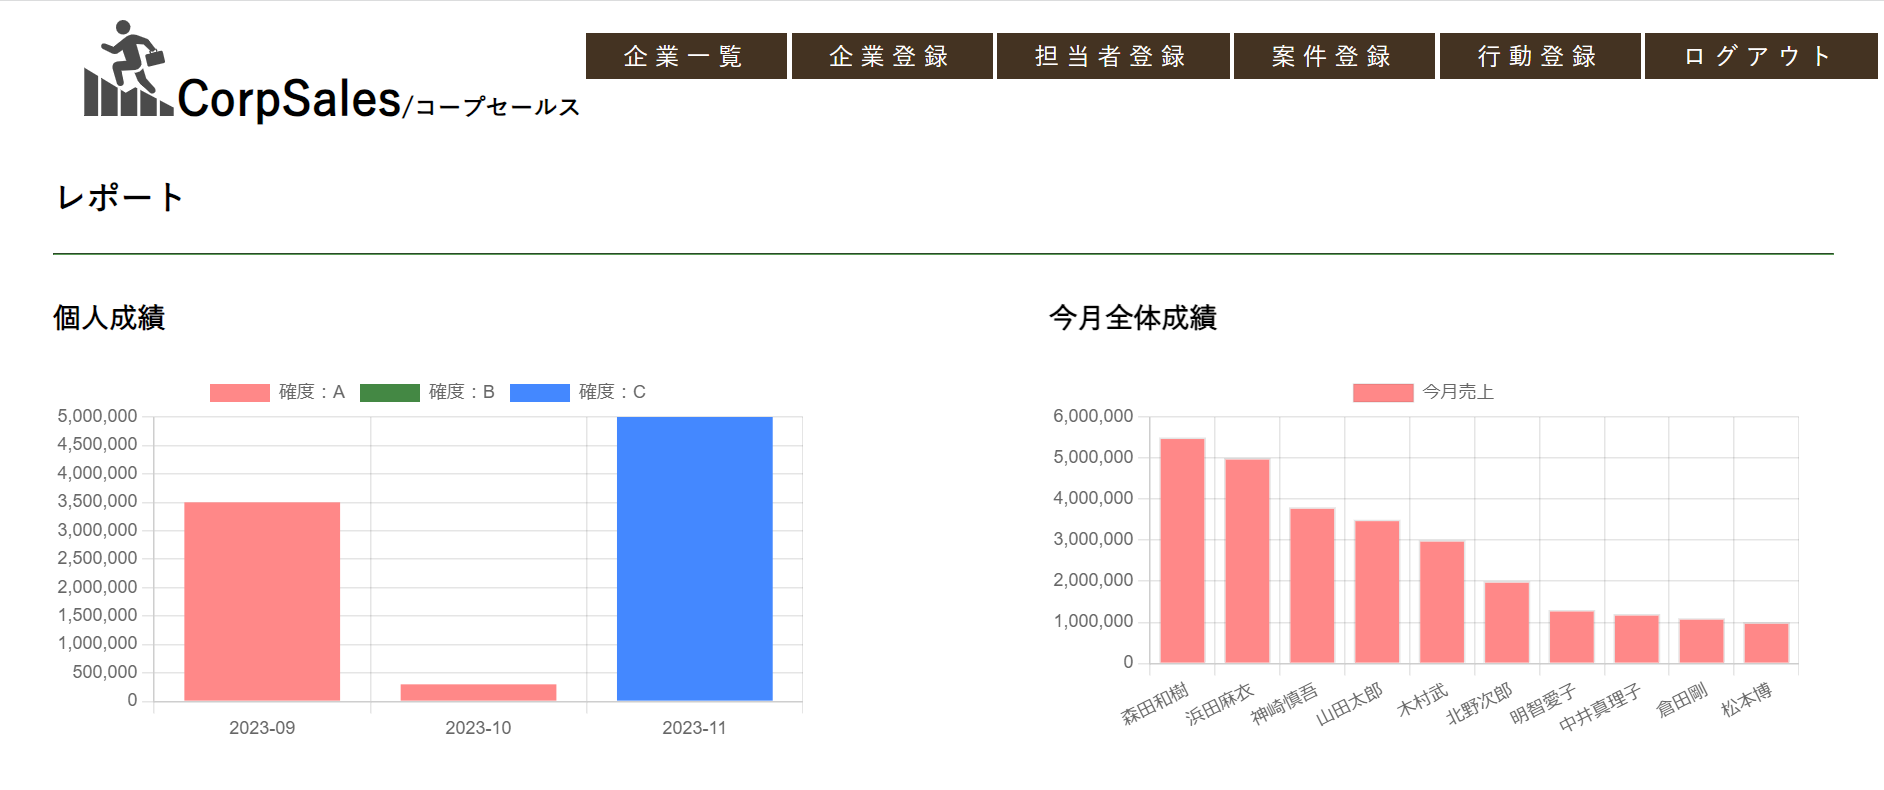 企業一覧 企業登録 担当者登録 案件登録 行動登録 ログアウト
CorpSales/コープセールス
レポート
個人成績
確度：A 確度：B 確度：C
5,000,000
4,500,000
4,000,000
3,500,000
3,000,000
2,500,000
2,000,000
1,500,000
1,000,000
500,000
0
2023-09 2023-10 2023-11
今月全体成績
今月売上
6,000,000
5,000,000
4,000,000
3,000,000
2,000,000
1,000,000
0
森田和樹 浜田麻衣 神崎慎吾 山田太郎 木村武 北野次郎 明智愛子 中井真理子 倉田剛 松本博